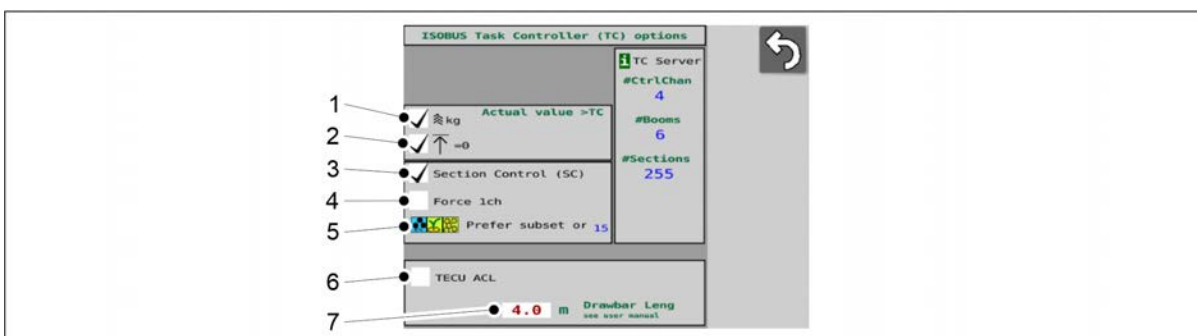 ISOBUS Task Controller (TC) options
i TC Server
#CtrlChan
4
#Booms
6
#Sections
255
1
kg Actual value >TC
2
=0
3
Section Control (SC)
4
Force 1ch
5
Prefer subset or 15
6
TECU ACL
7
4.0 m Drawbar Leng
see user manual